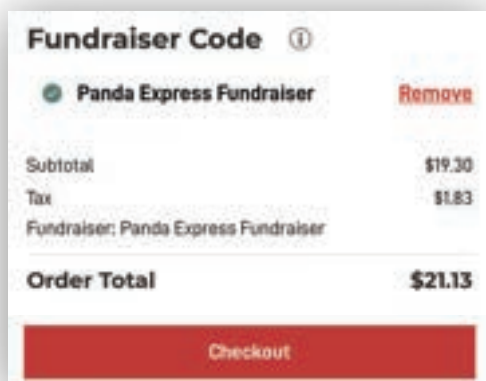 Fundraiser Code
Panda Express Fundraiser Remove
Subtotal $19.30
Tax $1.83
Fundraiser: Panda Express Fundraiser
Order Total $21.13
Checkout